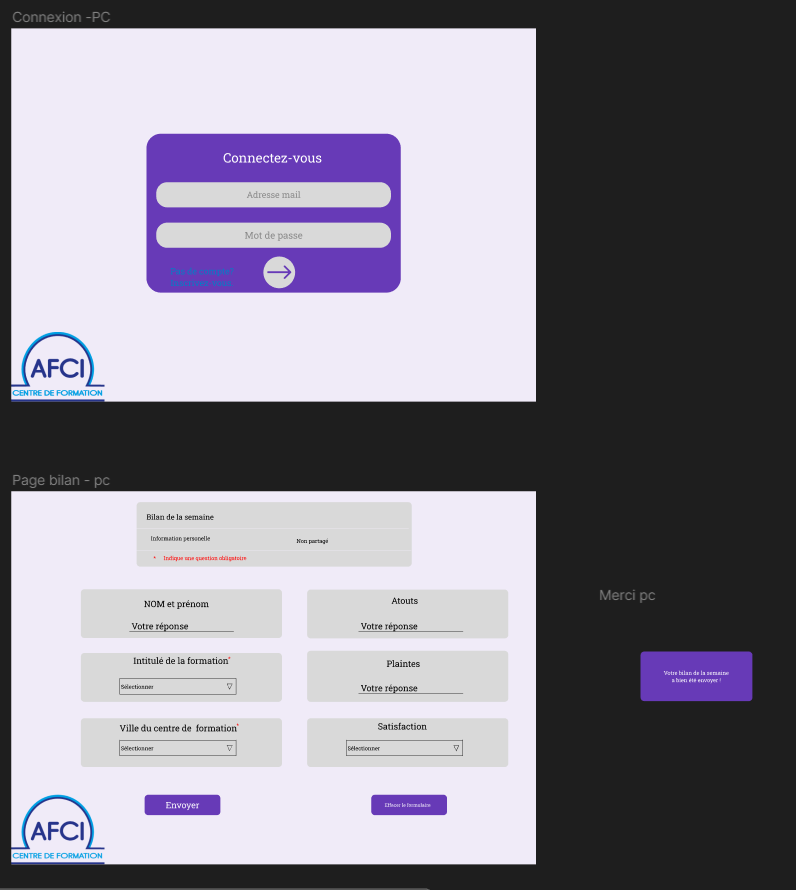 Connexion -PC
Connectez-vous
Adresse mail
Mot de passe
Pas de compte?
AFCI
CENTRE DE FORMATION
Page bilan - pc
Bilan de la semaine
Information personelle
Non partagé
* Indique une question obligatoire
NOM et prénom
Votre réponse
Atouts
Votre réponse
Intitulé de la formation*
Sélectionner
Plaintes
Votre réponse
Ville du centre de formation*
Sélectionner
Satisfaction
Sélectionner
Envoyer
Effacer le formulaire
AFCI
CENTRE DE FORMATION
Merci pc
Votre bilan de la semaine
a bien été envoyer !